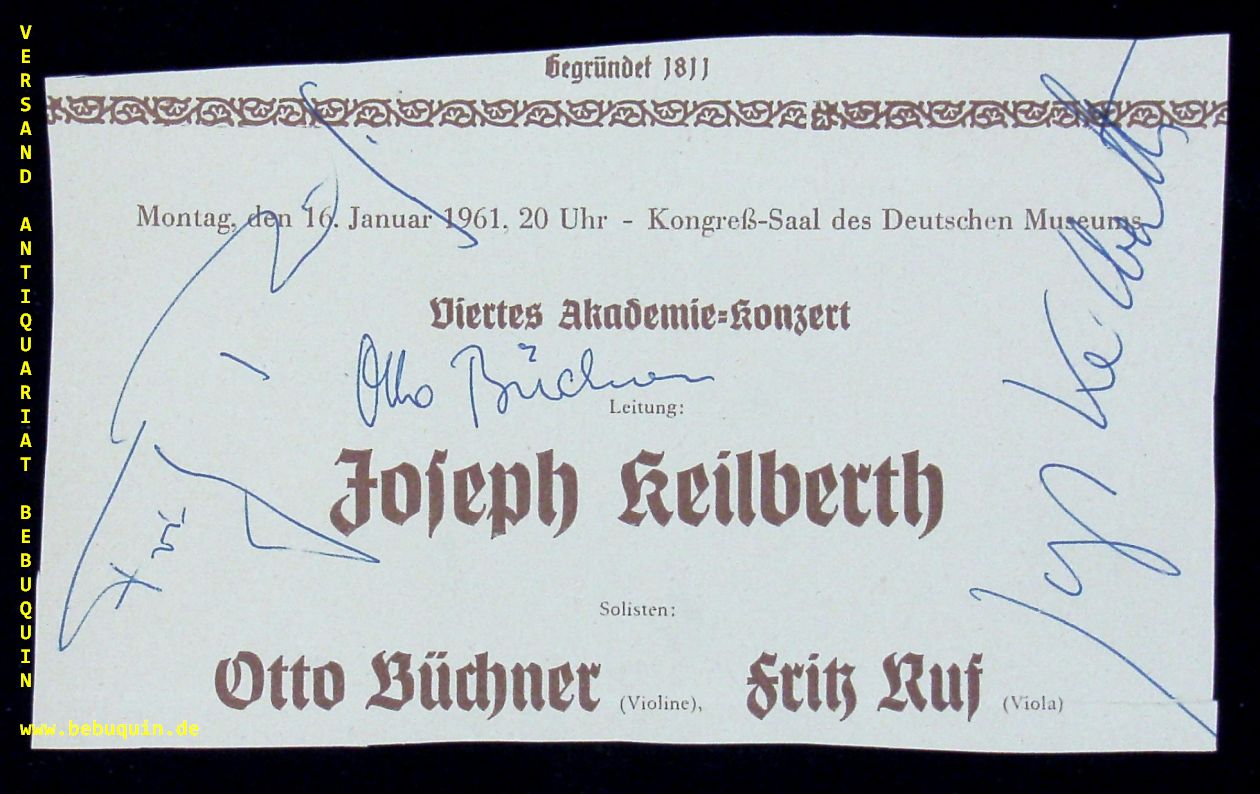 VERSAND ANTIQUARIAT BEBUQUIN
Gegründet 1811
Montag, den 16. Januar 1961, 20 Uhr – Kongreß-Saal des Deutschen Museums
Viertes Akademie=Konzert
Otto Büchner
Leitung:
Joseph Keilberth
Solisten:
Otto Büchner (Violine), Fritz Ruf (Viola)
Keilberth
www.bebuquin.de